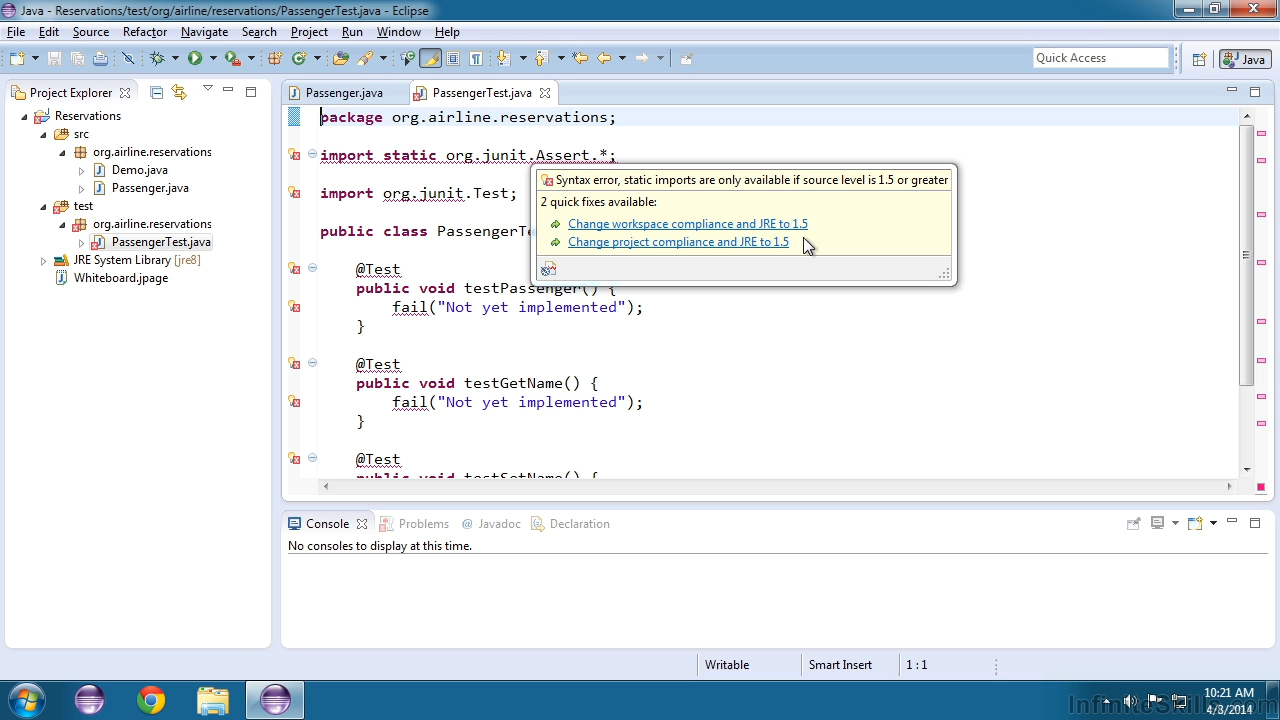 Java - Reservations/test/org/airline/reservations/PassengerTest.java - Eclipse
File Edit Source Refactor Navigate Search Project Run Window Help
Quick Access
Java
Project Explorer
Passenger.java
PassengerTest.java
Reservations
src
org.airline.reservations
Demo.java
Passenger.java
test
org.airline.reservations
PassengerTest.java
JRE System Library [jre8]
Whiteboard.jpage
package org.airline.reservations;
import static org.junit.Assert.*;
import org.junit.Test;
public class PassengerTe
@Test
public void testPassenger() {
fail("Not yet implemented");
}
@Test
public void testGetName() {
fail("Not yet implemented");
}
@Test
public void testSetName() {
Syntax error, static imports are only available if source level is 1.5 or greater
2 quick fixes available:
Change workspace compliance and JRE to 1.5
Change project compliance and JRE to 1.5
Console
Problems
@ Javadoc
Declaration
No consoles to display at this time.
Writable
Smart Insert
1 : 1
10:21 AM
4/3/2014
InfiniteSkills.com